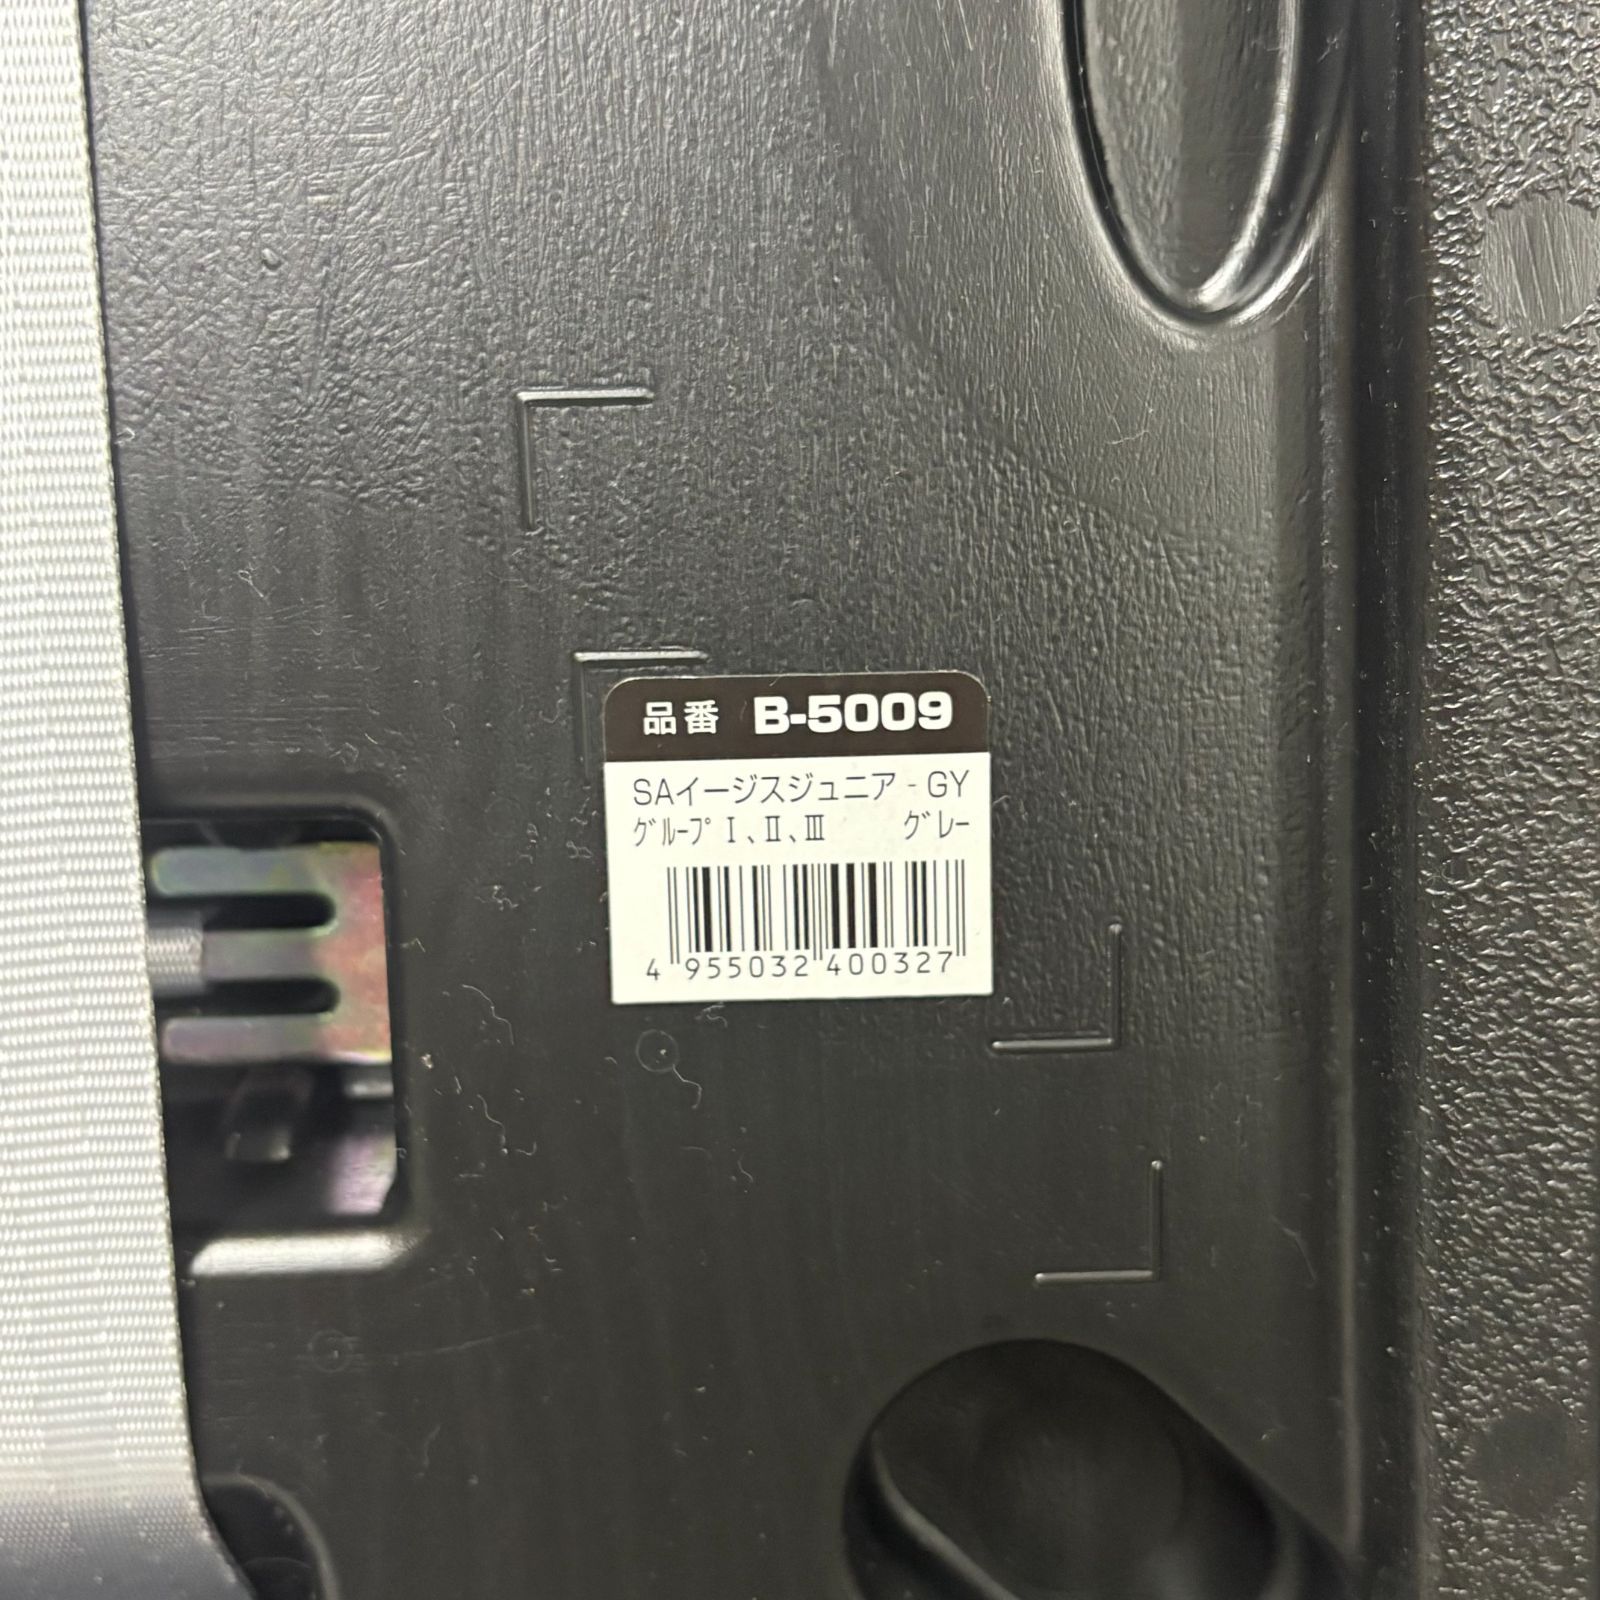 品番 B-5009
SAイージスジュニア - GY
ｸﾞﾙｰﾌﾟ Ⅰ、Ⅱ、Ⅲ ｸﾞﾚｰ
4 955032 400327